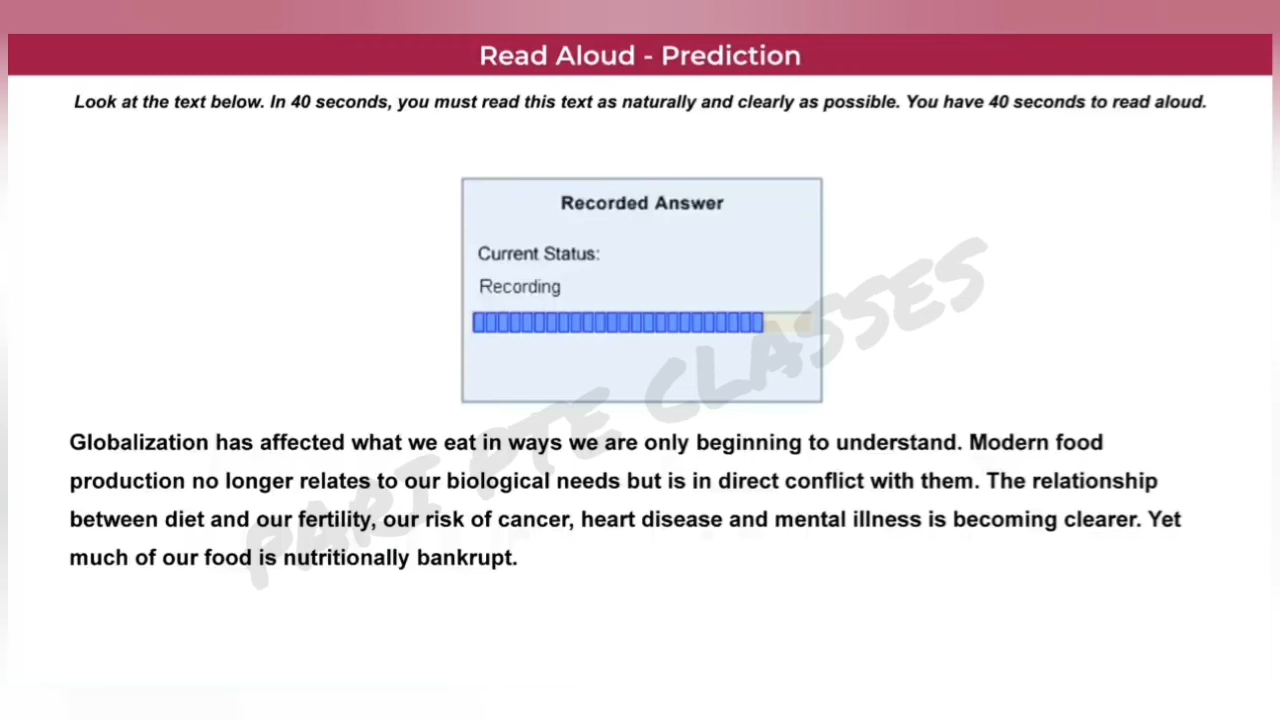 Read Aloud - Prediction
Look at the text below. In 40 seconds, you must read this text as naturally and clearly as possible. You have 40 seconds to read aloud.
Recorded Answer
Current Status:
Recording
PARI PTE CLASSES
Globalization has affected what we eat in ways we are only beginning to understand. Modern food
production no longer relates to our biological needs but is in direct conflict with them. The relationship
between diet and our fertility, our risk of cancer, heart disease and mental illness is becoming clearer. Yet
much of our food is nutritionally bankrupt.